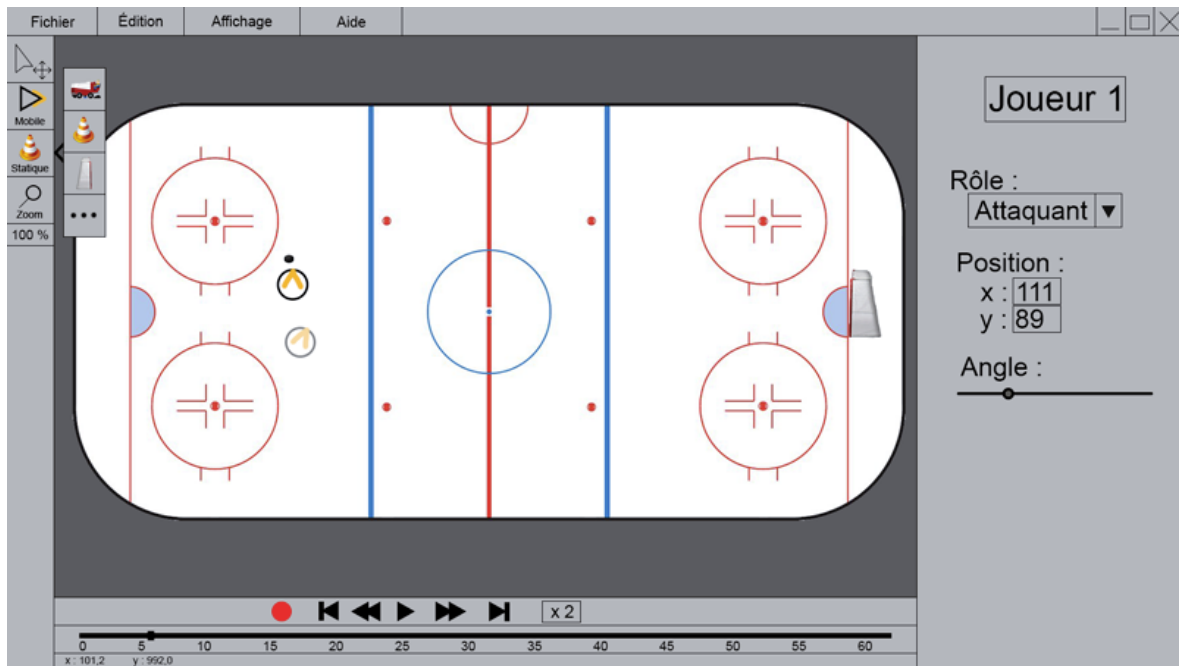 Fichier Édition Affichage Aide
Mobile
Statique
Zoom
100 %
Joueur 1
Rôle :
Attaquant
Position :
x : 111
y : 89
Angle :
x 2
0 5 10 15 20 25 30 35 40 45 50 55 60
x : 101,2 y : 992,0